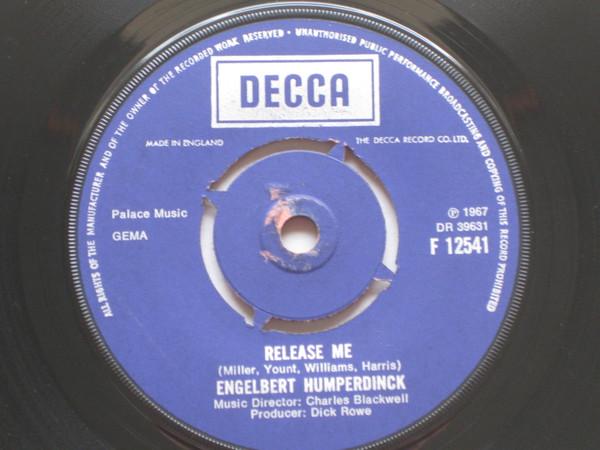 ALL RIGHTS OF THE MANUFACTURER AND OF THE OWNER OF THE RECORDED WORK RESERVED · UNAUTHORISED PUBLIC PERFORMANCE BROADCASTING AND COPYING OF THIS RECORD PROHIBITED
DECCA
MADE IN ENGLAND
THE DECCA RECORD CO. LTD.
Palace Music
GEMA
℗ 1967
DR 39631
F 12541
RELEASE ME
(Miller, Yount, Williams, Harris)
ENGELBERT HUMPERDINCK
Music Director: Charles Blackwell
Producer: Dick Rowe